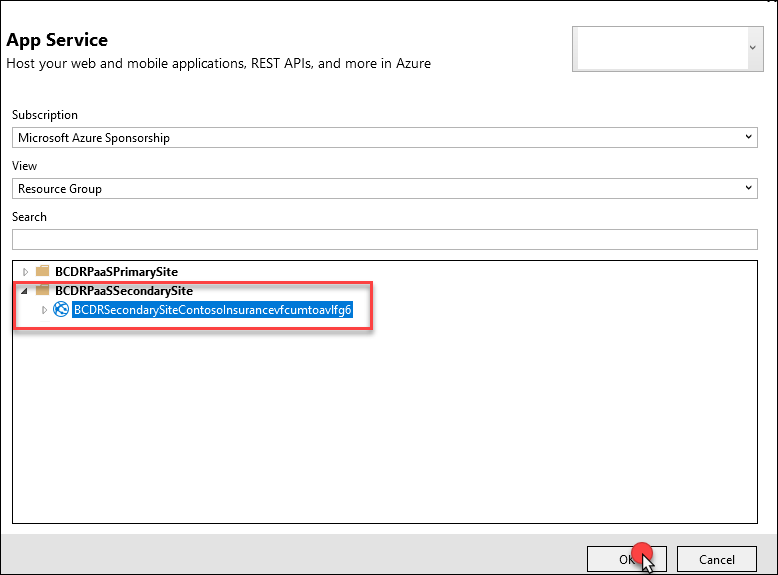 App Service
Host your web and mobile applications, REST APIs, and more in Azure
Subscription
Microsoft Azure Sponsorship
View
Resource Group
Search
BCDRPaaSPrimarySite
BCDRPaaSSecondarySite
BCDRSecondarySiteContosoInsurancevfcumtoavlfg6
OK
Cancel